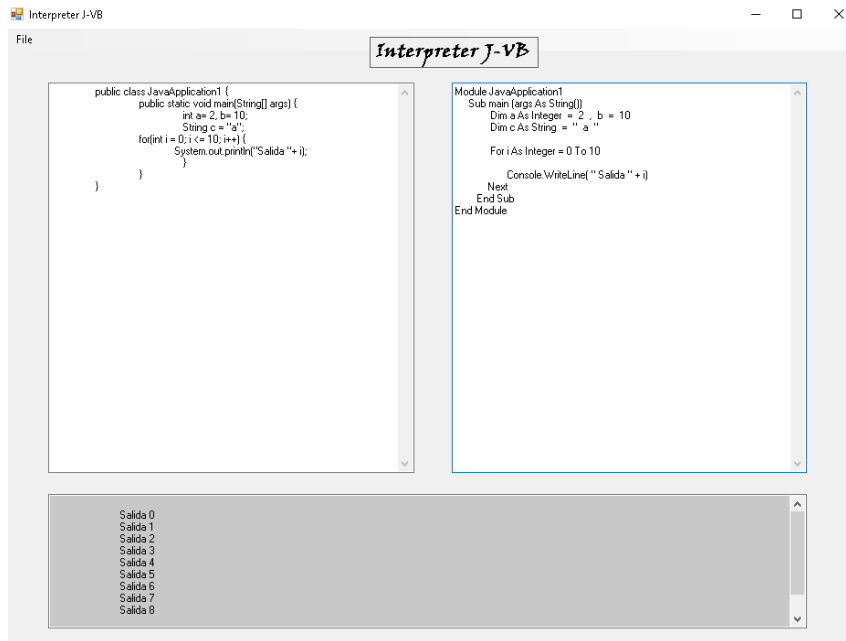 Interpreter J-VB
File
Interpreter J-VB
public class JavaApplication1 {
public static void main(String[] args) {
int a= 2, b= 10;
String c = "a";
for(int i = 0; i <= 10; i++) {
System.out.println("Salida "+ i);
}
}
}
Module JavaApplication1
Sub main (args As String())
Dim a As Integer = 2 , b = 10
Dim c As String = " a "
For i As Integer = 0 To 10
Console.WriteLine( " Salida " + i)
Next
End Sub
End Module
Salida 0
Salida 1
Salida 2
Salida 3
Salida 4
Salida 5
Salida 6
Salida 7
Salida 8